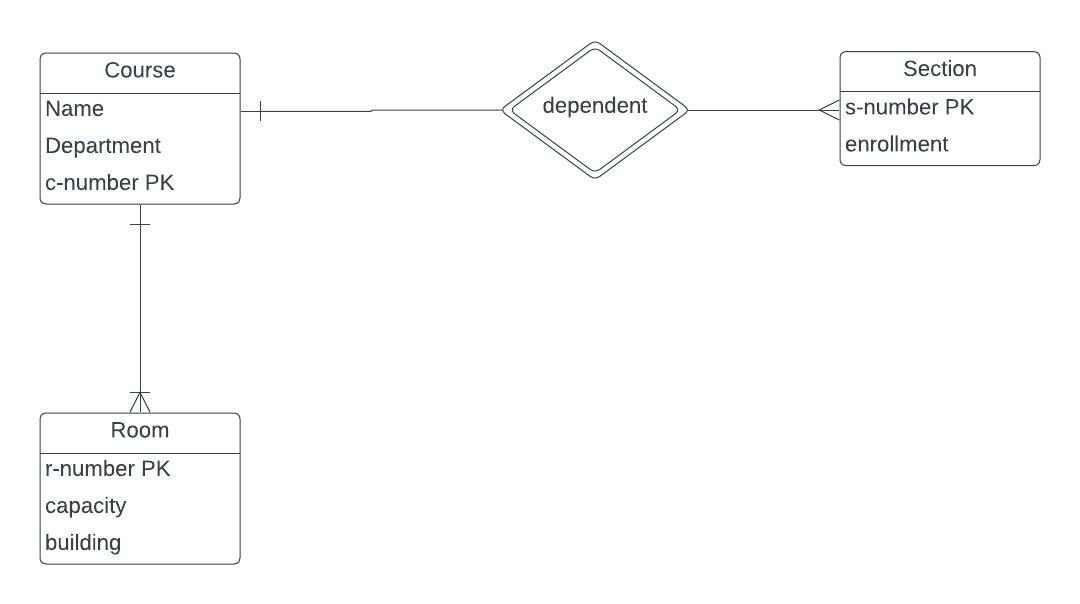 Course
Name
Department
c-number PK
dependent
Section
s-number PK
enrollment
Room
r-number PK
capacity
building